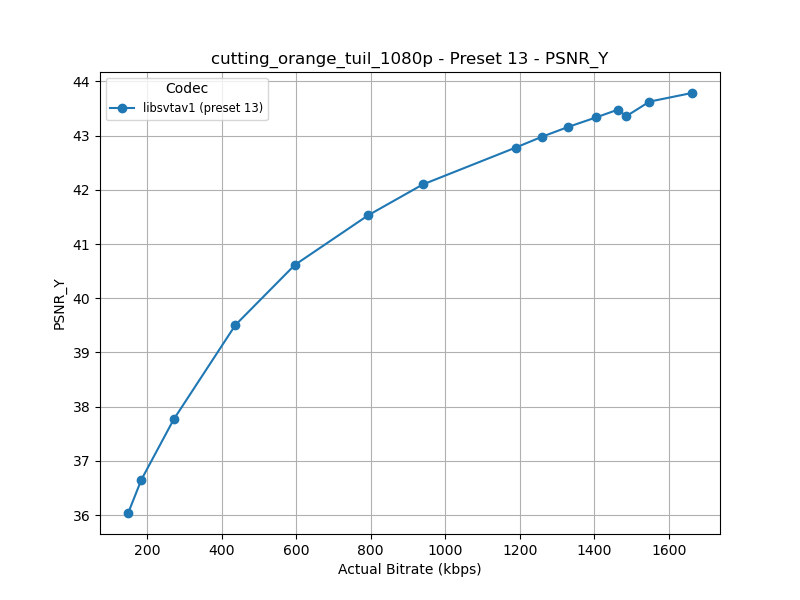 cutting_orange_tuil_1080p - Preset 13 - PSNR_Y
Codec
libsvtav1 (preset 13)
44
43
42
41
40
39
38
37
36
PSNR_Y
200 400 600 800 1000 1200 1400 1600
Actual Bitrate (kbps)